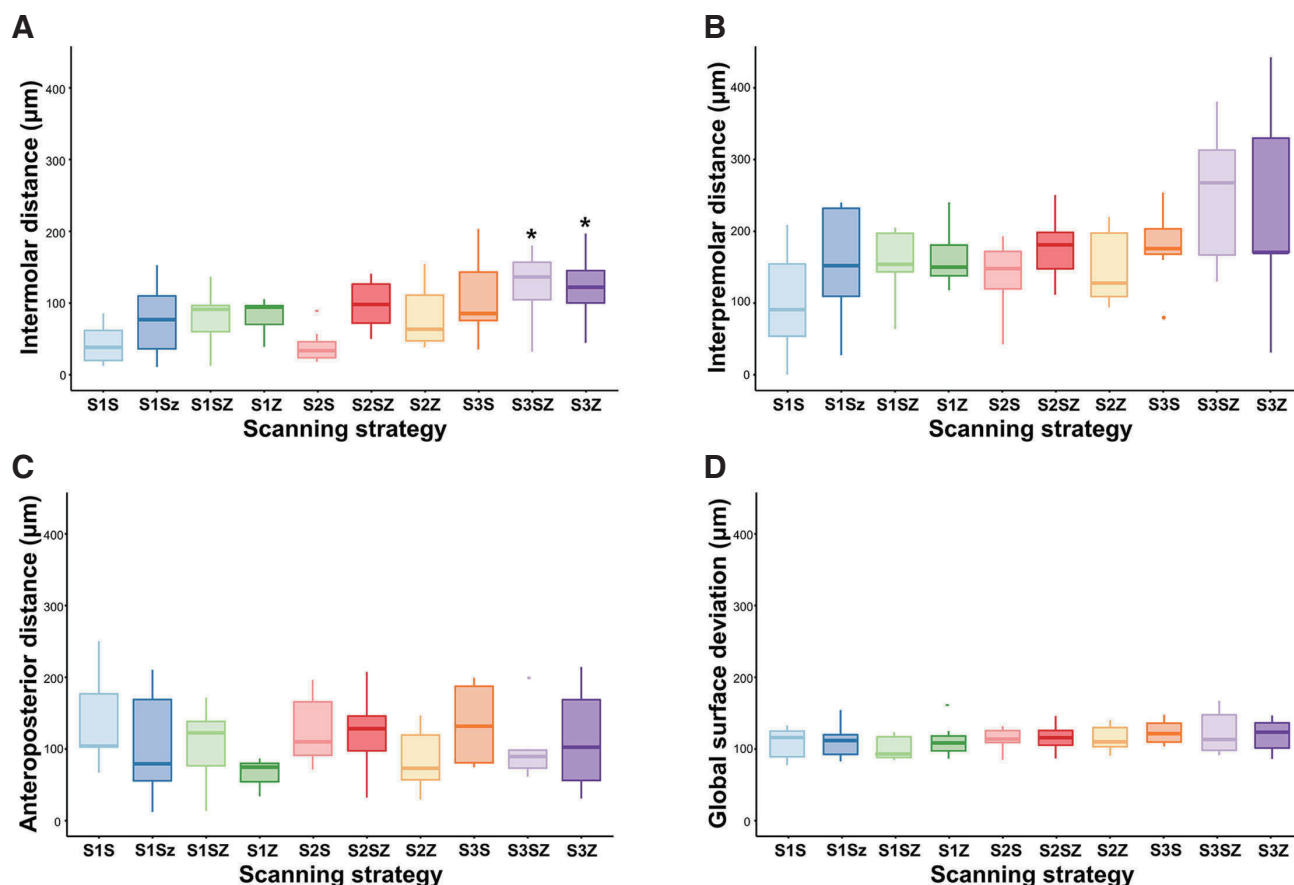 A
Intermolar distance (µm)
400
300
200
100
0
* *
S1S S1Sz S1SZ S1Z S2S S2SZ S2Z S3S S3SZ S3Z
Scanning strategy
B
Interpremolar distance (µm)
400
300
200
100
0
S1S S1Sz S1SZ S1Z S2S S2SZ S2Z S3S S3SZ S3Z
Scanning strategy
C
Anteroposterior distance (µm)
400
300
200
100
0
S1S S1Sz S1SZ S1Z S2S S2SZ S2Z S3S S3SZ S3Z
Scanning strategy
D
Global surface deviation (µm)
400
300
200
100
0
S1S S1Sz S1SZ S1Z S2S S2SZ S2Z S3S S3SZ S3Z
Scanning strategy